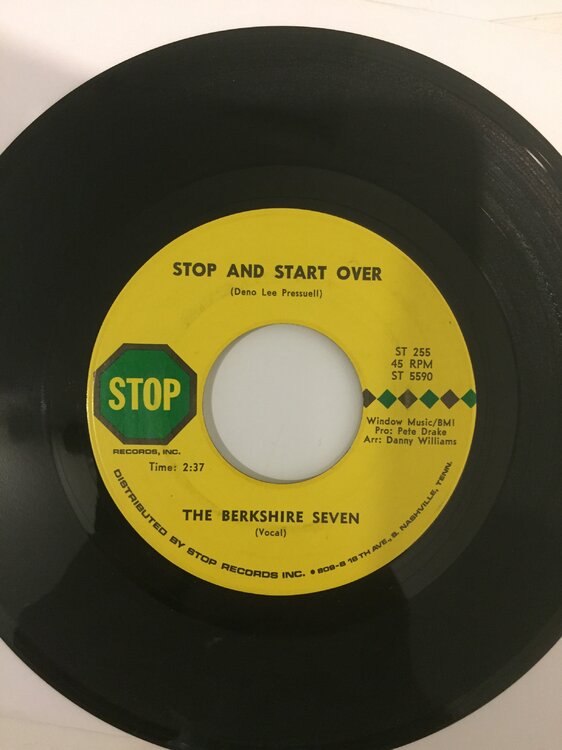 STOP AND START OVER
(Deno Lee Pressuell)
ST 255
45 RPM
ST 5590
STOP
RECORDS, INC.
Window Music/BMI
Pro: Pete Drake
Arr: Danny Williams
Time: 2:37
THE BERKSHIRE SEVEN
(Vocal)
DISTRIBUTED BY STOP RECORDS INC. • 809-B 18TH AVE., S. NASHVILLE, TENN.